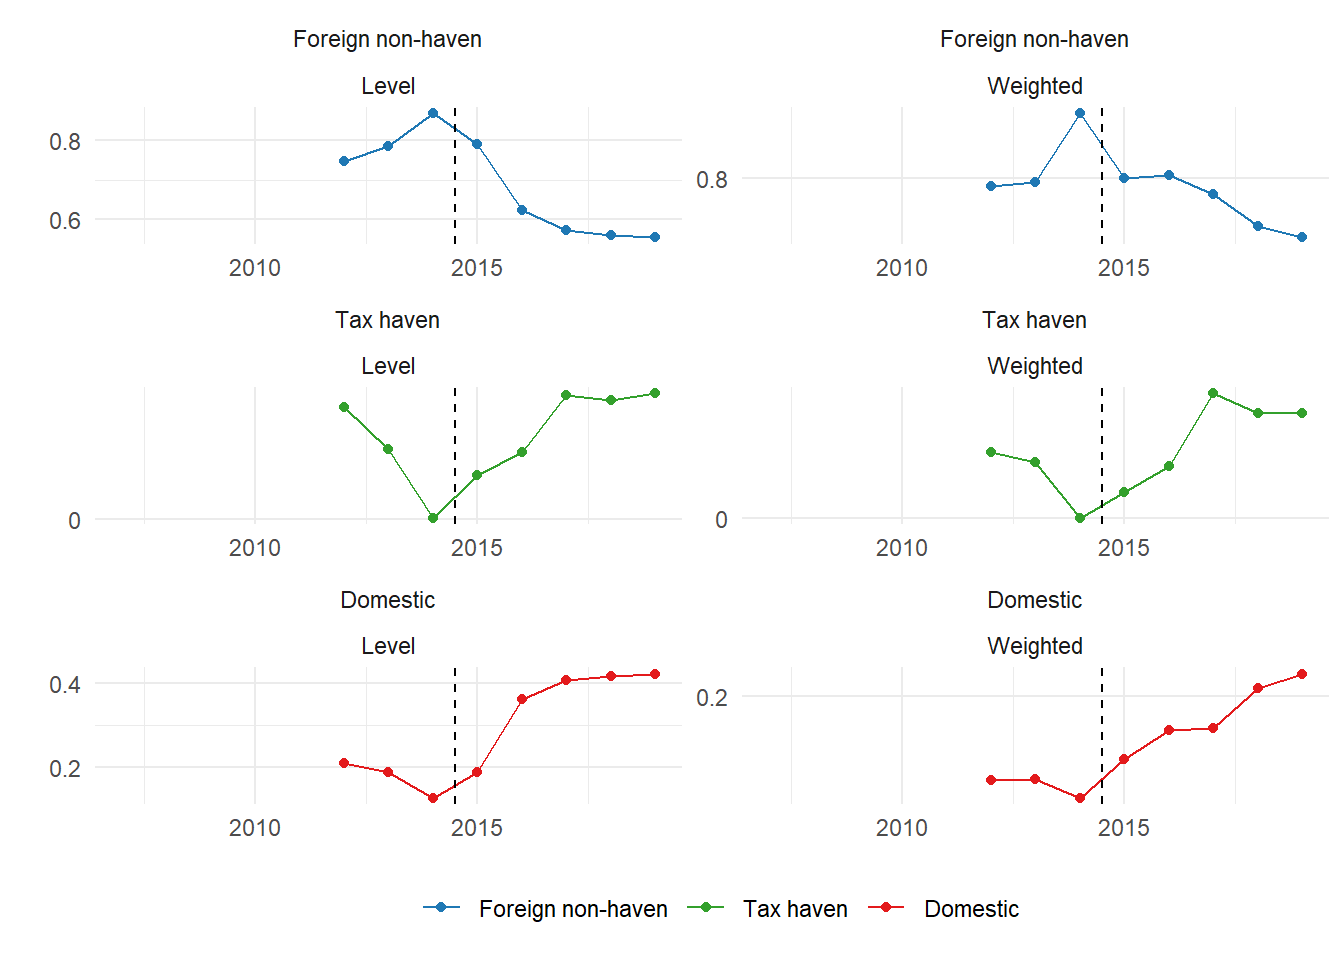 Foreign non-haven
Level
0.8
0.6
2010 2015
Foreign non-haven
Weighted
0.8
2010 2015
Tax haven
Level
0
2010 2015
Tax haven
Weighted
0
2010 2015
Domestic
Level
0.4
0.2
2010 2015
Domestic
Weighted
0.2
2010 2015
Foreign non-haven Tax haven Domestic